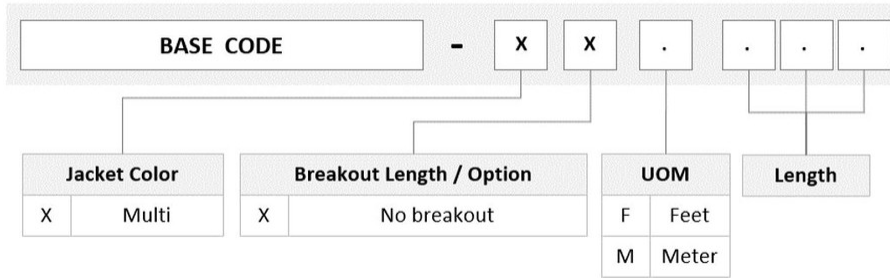 BASE CODE - X X . . . .
Jacket Color
X Multi
Breakout Length / Option
X No breakout
UOM
F Feet
M Meter
Length